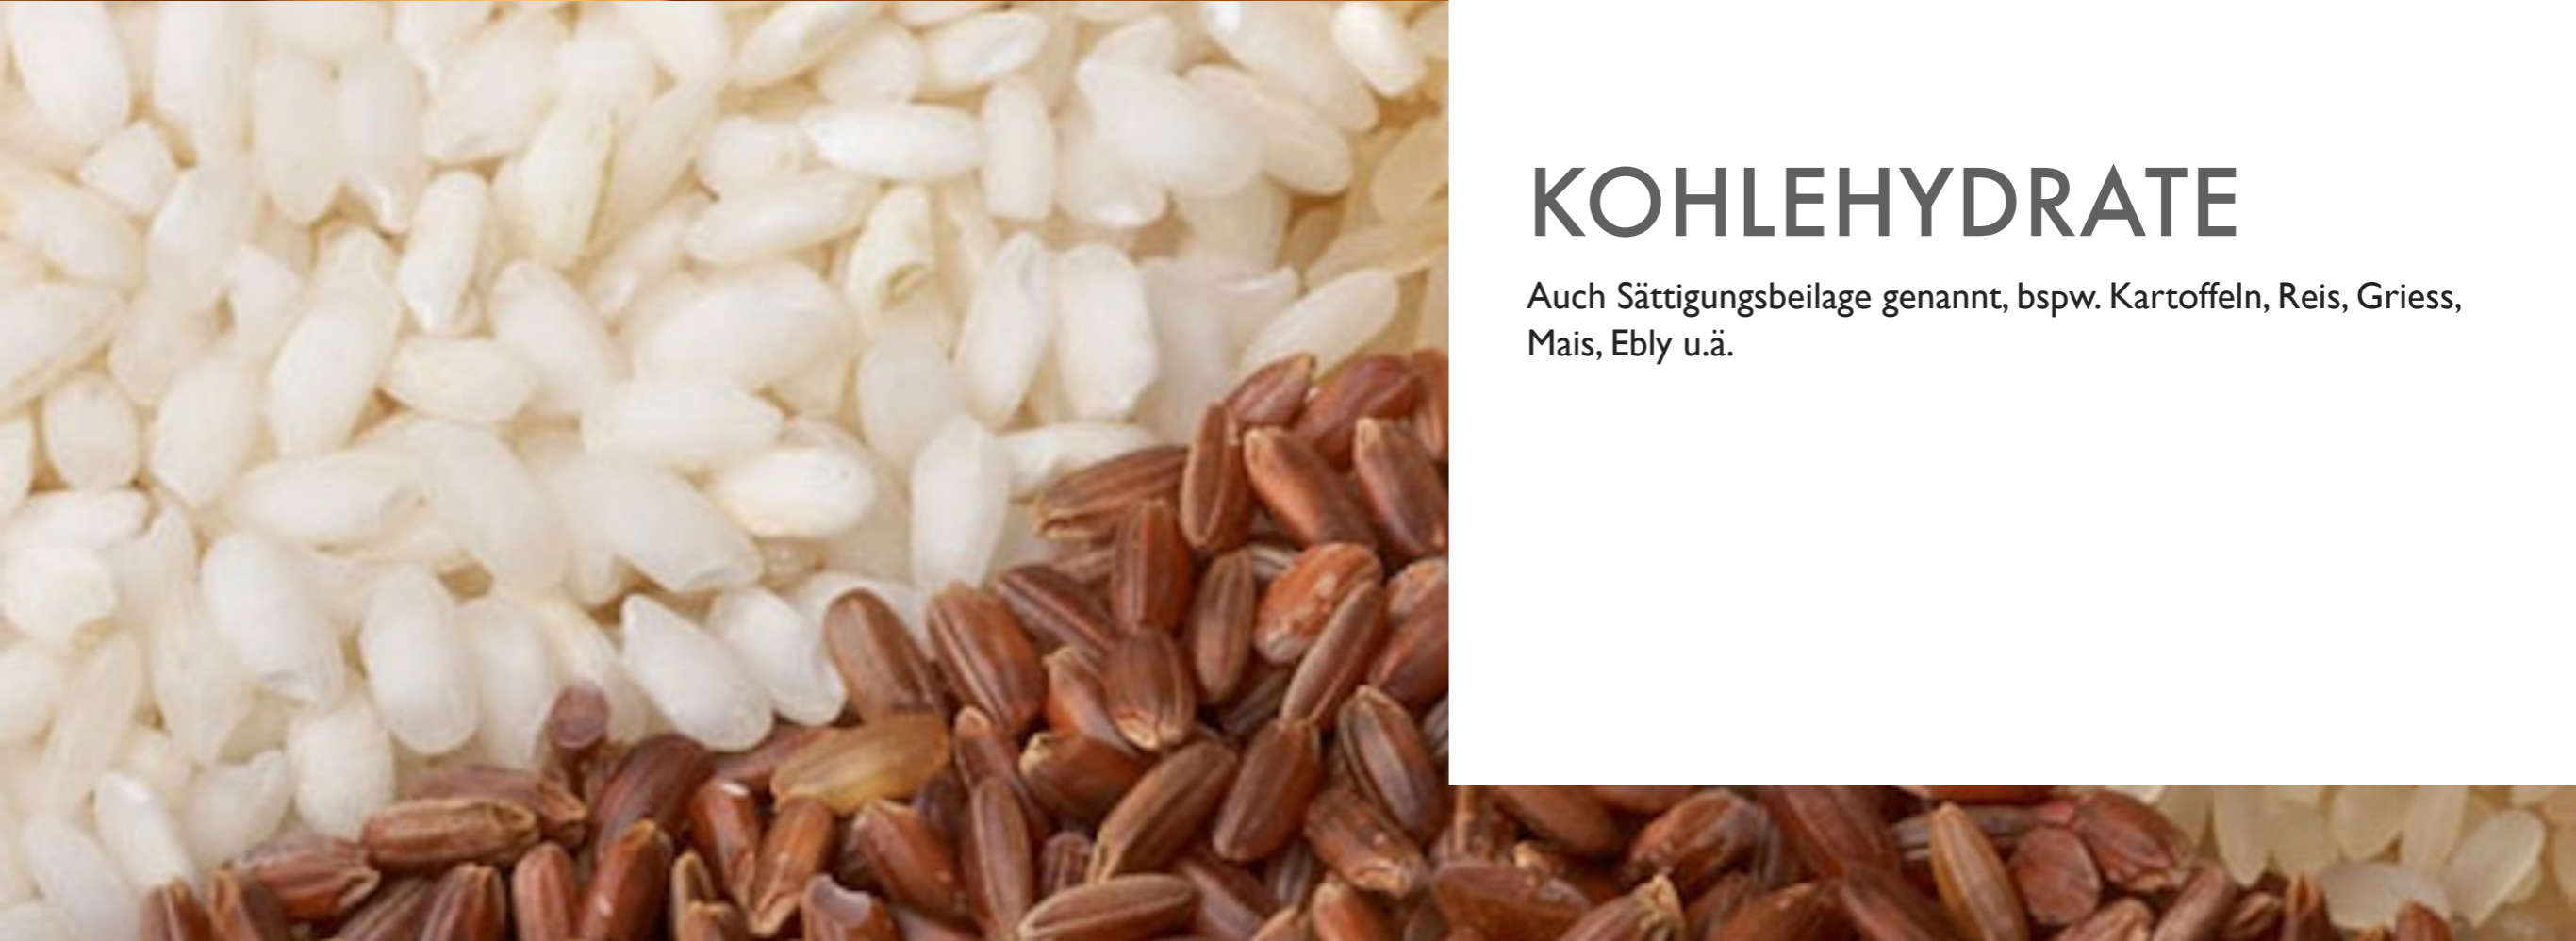 KOHLEHYDRATE
Auch Sättigungsbeilage genannt, bspw. Kartoffeln, Reis, Griess,
Mais, Ebly u.ä.